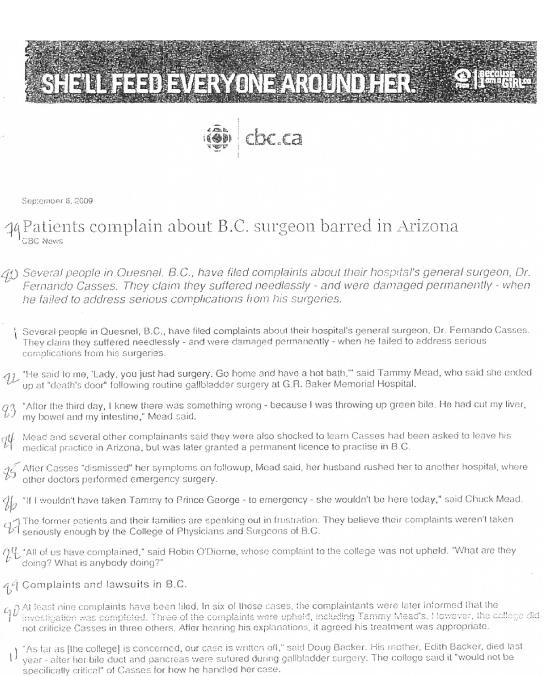 SHE'LL FEED EVERYONE AROUND HER.
Because
I am a GIRL.ca
cbc.ca
September 8, 2009
79 Patients complain about B.C. surgeon barred in Arizona
CBC News
80 Several people in Quesnel, B.C., have filed complaints about their hospital's general surgeon, Dr.
Fernando Casses. They claim they suffered needlessly - and were damaged permanently - when
he failed to address serious complications from his surgeries.
Several people in Quesnel, B.C., have filed complaints about their hospital's general surgeon, Dr. Fernando Casses.
They claim they suffered needlessly - and were damaged permanently - when he failed to address serious
complications from his surgeries.
82 "He said to me, 'Lady, you just had surgery. Go home and have a hot bath,'" said Tammy Mead, who said she ended
up at "death's door" following routine gallbladder surgery at G.R. Baker Memorial Hospital.
83 "After the third day, I knew there was something wrong - because I was throwing up green bile. He had cut my liver,
my bowel and my intestine," Mead said.
84 Mead and several other complainants said they were also shocked to learn Casses had been asked to leave his
medical practice in Arizona, but was later granted a permanent licence to practise in B.C.
85 After Casses "dismissed" her symptoms on followup, Mead said, her husband rushed her to another hospital, where
other doctors performed emergency surgery.
86 "If I wouldn't have taken Tammy to Prince George - to emergency - she wouldn't be here today," said Chuck Mead.
87 The former patients and their families are speaking out in frustration. They believe their complaints weren't taken
seriously enough by the College of Physicians and Surgeons of B.C.
88 "All of us have complained," said Robin O'Diorne, whose complaint to the college was not upheld. "What are they
doing? What is anybody doing?"
89 Complaints and lawsuits in B.C.
90 At least nine complaints have been filed. In six of those cases, the complainants were later informed that the
investigation was completed. Three of the complaints were upheld, including Tammy Mead's. However, the college did
not criticize Casses in three others. After hearing his explanations, it agreed his treatment was appropriate.
"As far as [the college] is concerned, our case is written off," said Doug Backer. His mother, Edith Backer, died last
year - after her bile duct and pancreas were sutured during gallbladder surgery. The college said it "would not be
specifically critical" of Casses for how he handled her case.